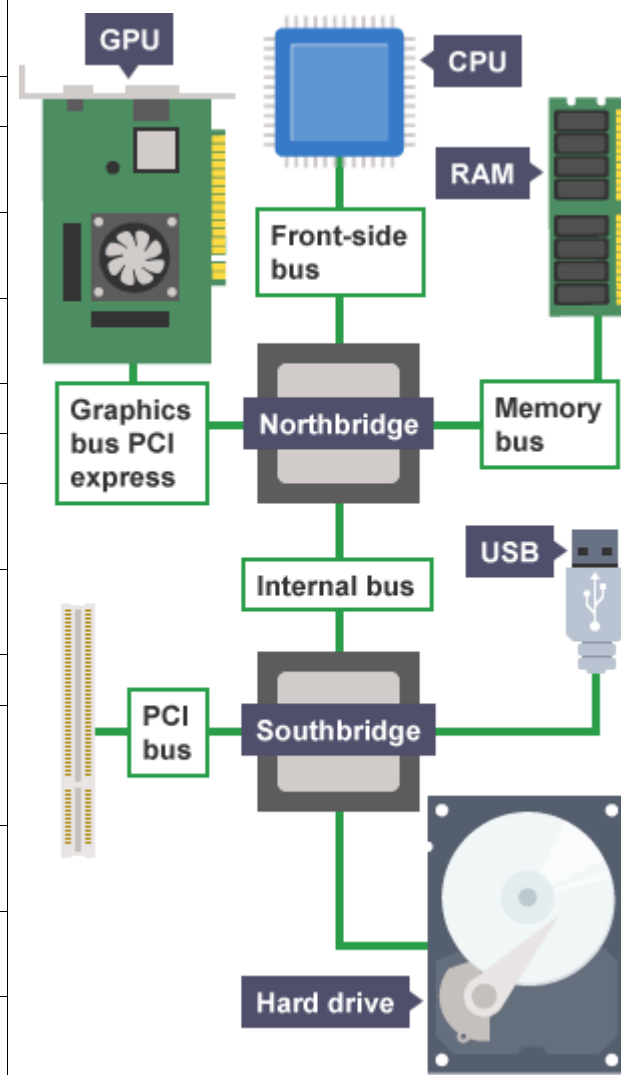 GPU
CPU
RAM
Front-side
bus
Graphics
bus PCI
express
Northbridge
Memory
bus
USB
Internal bus
PCI
bus
Southbridge
Hard drive